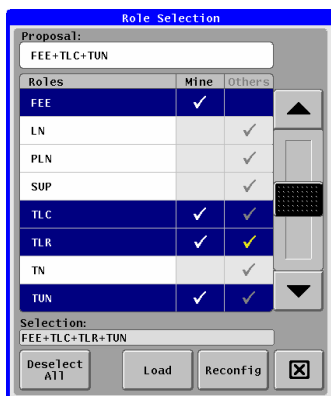 Role Selection
Proposal:
FEE+TLC+TUN
Roles Mine Others
FEE
LN
PLN
SUP
TLC
TLR
TN
TUN
Selection:
FEE+TLC+TLR+TUN
Deselect
All
Load
Reconfig